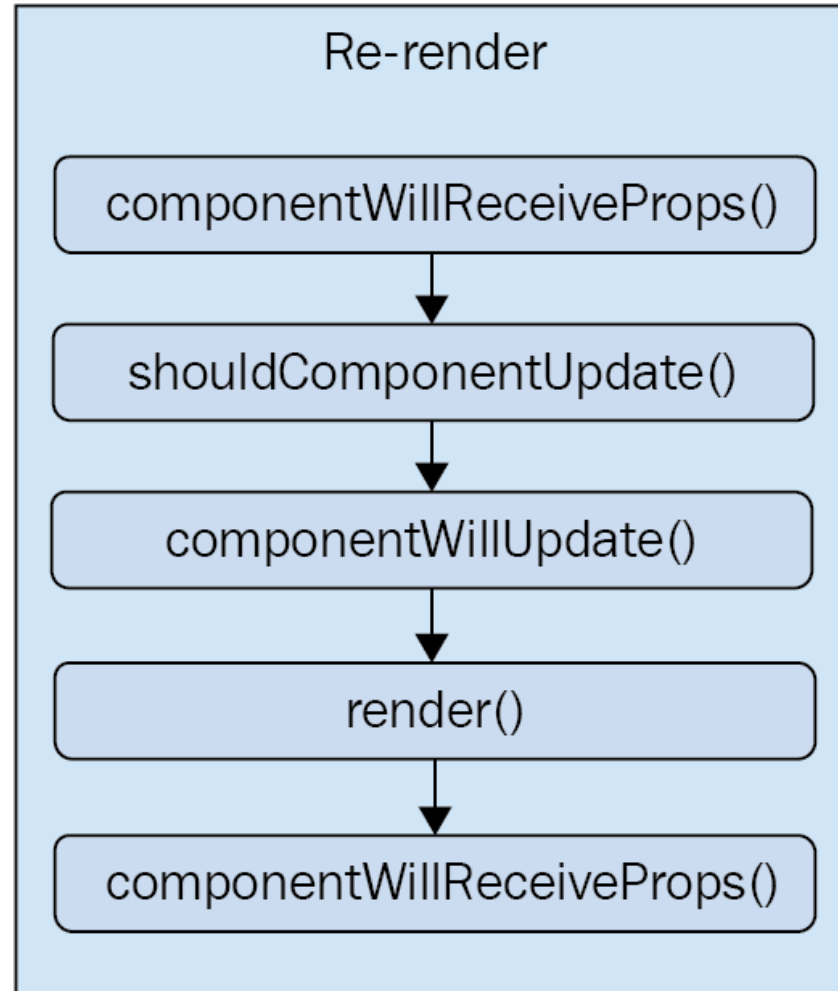 Re-render
componentWillReceiveProps()
shouldComponentUpdate()
componentWillUpdate()
render()
componentWillReceiveProps()